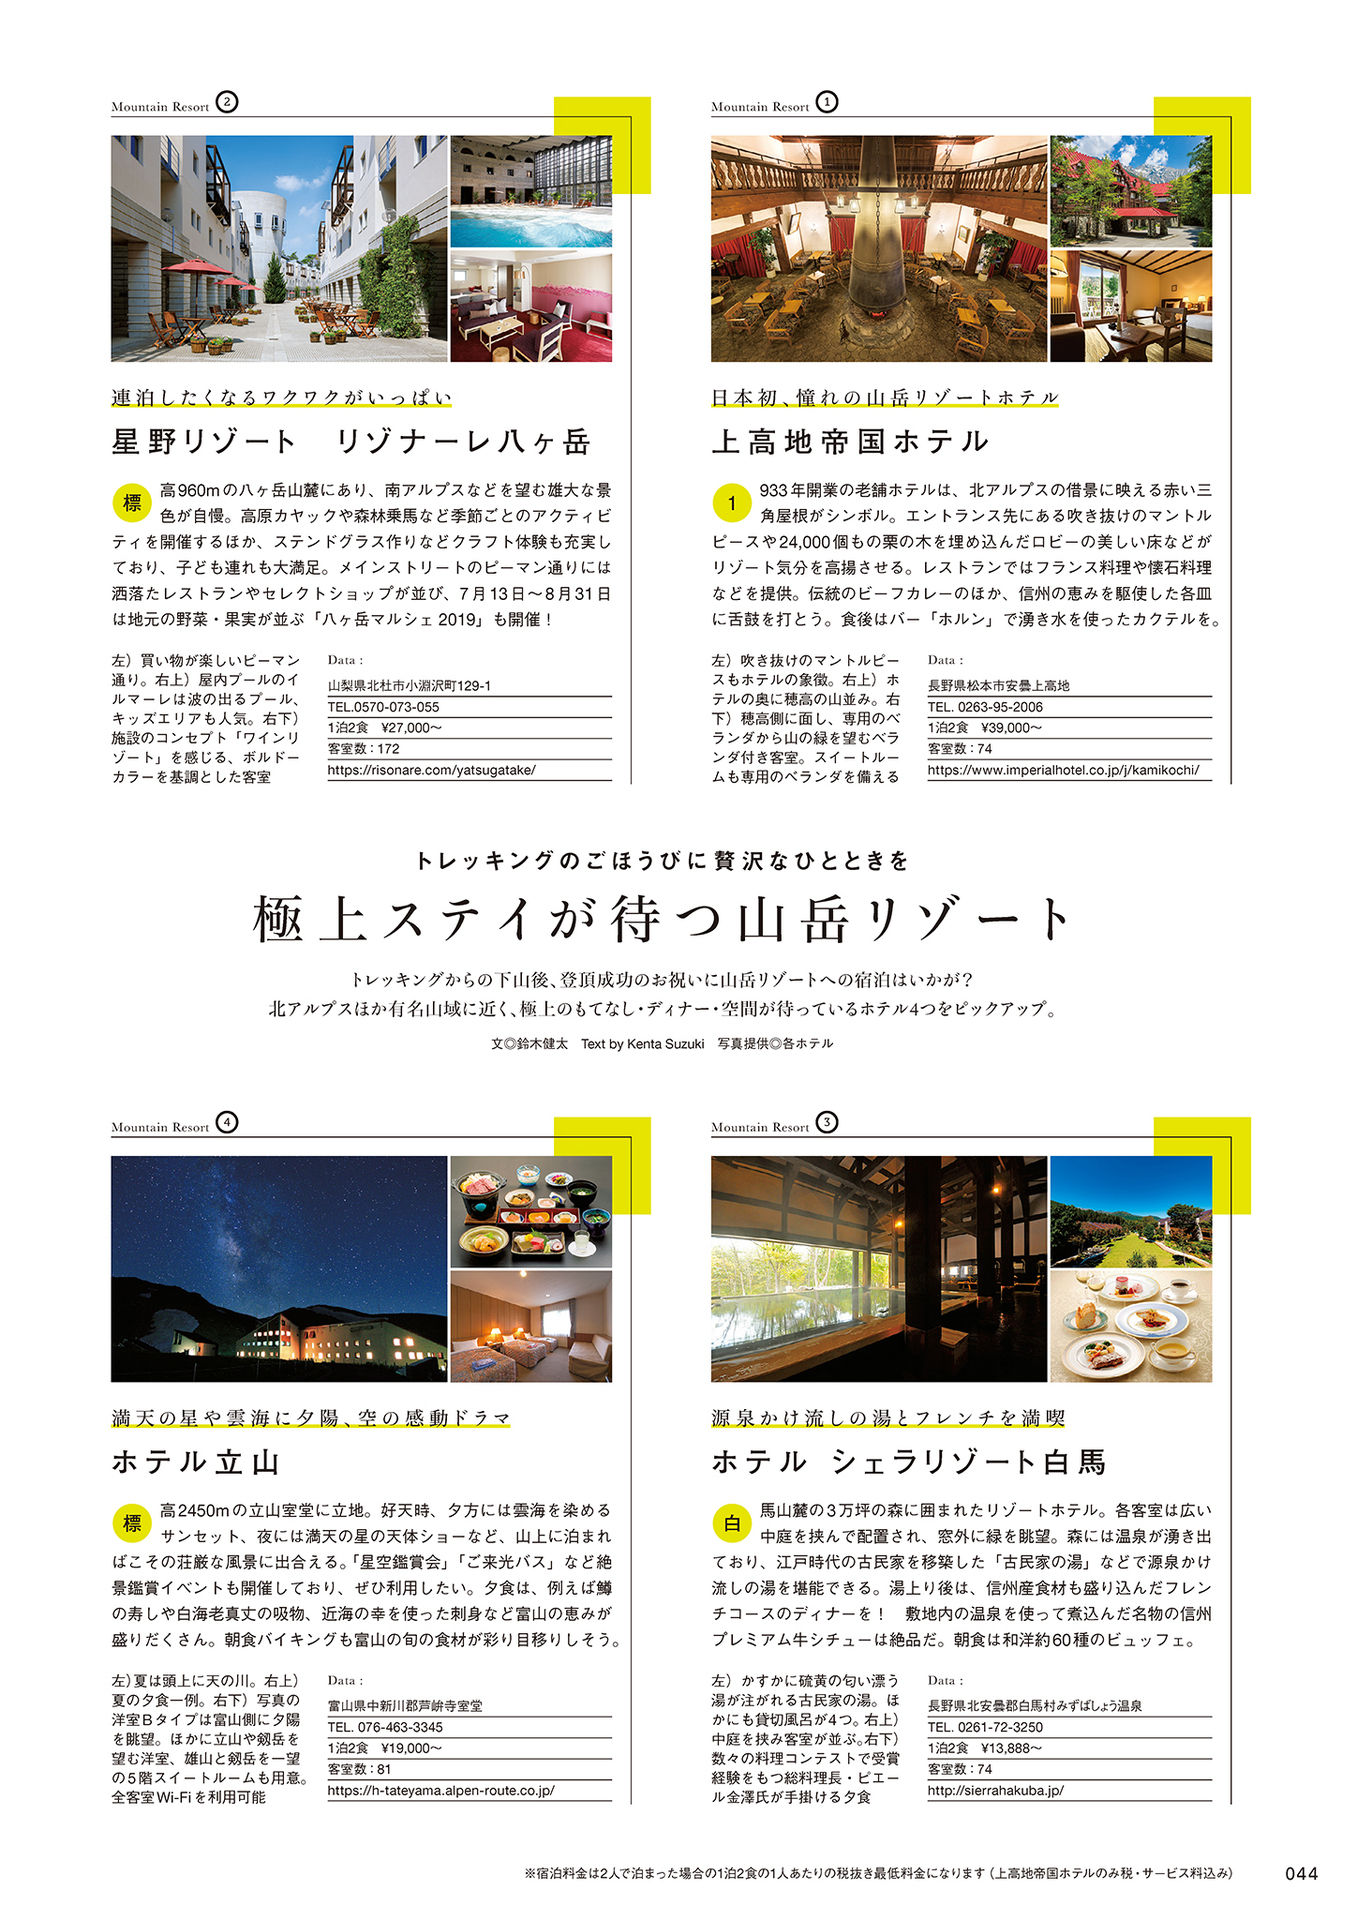 Mountain Resort 1
日本初、憧れの山岳リゾートホテル
上高地帝国ホテル
1933年開業の老舗ホテルは、北アルプスの借景に映える赤い三
角屋根がシンボル。エントランス先にある吹き抜けのマントル
ピースや24,000個もの栗の木を埋め込んだロビーの美しい床などが
リゾート気分を高揚させる。レストランではフランス料理や懐石料理
などを提供。伝統のビーフカレーのほか、信州の恵みを駆使した各皿
に舌鼓を打とう。食後はバー「ホルン」で湧き水を使ったカクテルを。
左）吹き抜けのマントルピー
スもホテルの象徴。右上）ホ
テルの奥に穂高の山並み。右
下）穂高側に面し、専用のベ
ランダから山の緑を望むベラ
ンダ付き客室。スイートルー
ムも専用のベランダを備える
Data :
長野県松本市安曇上高地
TEL. 0263-95-2006
1泊2食　¥39,000〜
客室数：74
https://www.imperialhotel.co.jp/j/kamikochi/
Mountain Resort 2
連泊したくなるワクワクがいっぱい
星野リゾート　リゾナーレ八ヶ岳
標高960mの八ヶ岳山麓にあり、南アルプスなどを望む雄大な景
色が自慢。高原カヤックや森林乗馬など季節ごとのアクティビ
ティを開催するほか、ステンドグラス作りなどクラフト体験も充実し
ており、子ども連れも大満足。メインストリートのピーマン通りには
洒落たレストランやセレクトショップが並び、7月13日〜8月31日
は地元の野菜・果実が並ぶ「八ヶ岳マルシェ2019」も開催！
左）買い物が楽しいピーマン
通り。右上）屋内プールのイ
ルマーレは波の出るプール、
キッズエリアも人気。右下）
施設のコンセプト「ワインリ
ゾート」を感じる、ボルドー
カラーを基調とした客室
Data :
山梨県北杜市小淵沢町129-1
TEL.0570-073-055
1泊2食　¥27,000〜
客室数：172
https://risonare.com/yatsugatake/
トレッキングのごほうびに贅沢なひとときを
極上ステイが待つ山岳リゾート
トレッキングからの下山後、登頂成功のお祝いに山岳リゾートへの宿泊はいかが？
北アルプスほか有名山域に近く、極上のもてなし・ディナー・空間が待っているホテル4つをピックアップ。
文◎鈴木健太　Text by Kenta Suzuki　写真提供◎各ホテル
Mountain Resort 3
源泉かけ流しの湯とフレンチを満喫
ホテル シェラリゾート白馬
白馬山麓の3万坪の森に囲まれたリゾートホテル。各客室は広い
中庭を挟んで配置され、窓外に緑を眺望。森には温泉が湧き出
ており、江戸時代の古民家を移築した「古民家の湯」などで源泉かけ
流しの湯を堪能できる。湯上り後は、信州産食材も盛り込んだフレン
チコースのディナーを！　敷地内の温泉を使って煮込んだ名物の信州
プレミアム牛シチューは絶品だ。朝食は和洋約60種のビュッフェ。
左）かすかに硫黄の匂い漂う
湯が注がれる古民家の湯。ほ
かにも貸切風呂が4つ。右上）
中庭を挟み客室が並ぶ。右下）
数々の料理コンテストで受賞
経験をもつ総料理長・ピエー
ル金澤氏が手掛ける夕食
Data :
長野県北安曇郡白馬村みずばしょう温泉
TEL. 0261-72-3250
1泊2食　¥13,888〜
客室数：74
http://sierrahakuba.jp/
Mountain Resort 4
満天の星や雲海に夕陽、空の感動ドラマ
ホテル立山
標高2450mの立山室堂に立地。好天時、夕方には雲海を染める
サンセット、夜には満天の星の天体ショーなど、山上に泊まれ
ばこその荘厳な風景に出合える。「星空鑑賞会」「ご来光バス」など絶
景鑑賞イベントも開催しており、ぜひ利用したい。夕食は、例えば鱒
の寿しや白海老真丈の吸物、近海の幸を使った刺身など富山の恵みが
盛りだくさん。朝食バイキングも富山の旬の食材が彩り目移りしそう。
左）夏は頭上に天の川。右上）
夏の夕食一例。右下）写真の
洋室Bタイプは富山側に夕陽
を眺望。ほかに立山や剱岳を
望む洋室、雄山と剱岳を一望
の5階スイートルームも用意。
全客室Wi-Fiを利用可能
Data :
富山県中新川郡芦峅寺室堂
TEL. 076-463-3345
1泊2食　¥19,000〜
客室数：81
https://h-tateyama.alpen-route.co.jp/
※宿泊料金は2人で泊まった場合の1泊2食の1人あたりの税抜き最低料金になります（上高地帝国ホテルのみ税・サービス料込み）
044